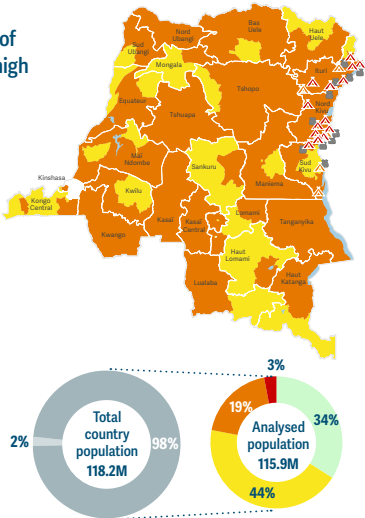 of
high
Bas
Uele
Haut
Uele
Nord
Ubangi
Sud
Ubangi
Mongala
Ituri
Tshopo
Equateur
Nord
Kivu
Tshuapa
Mai
Ndombe
Sankuru
Maniema
Sud
Kivu
Kinshasa
Kongo
Central
Kwilu
Kwango
Kasai
Kasai
Central
Lomami
Tanganyika
Haut
Lomami
Haut
Katanga
Lualaba
Total
country
population
118.2M
2%
98%
Analysed
population
115.9M
3%
19%
34%
44%